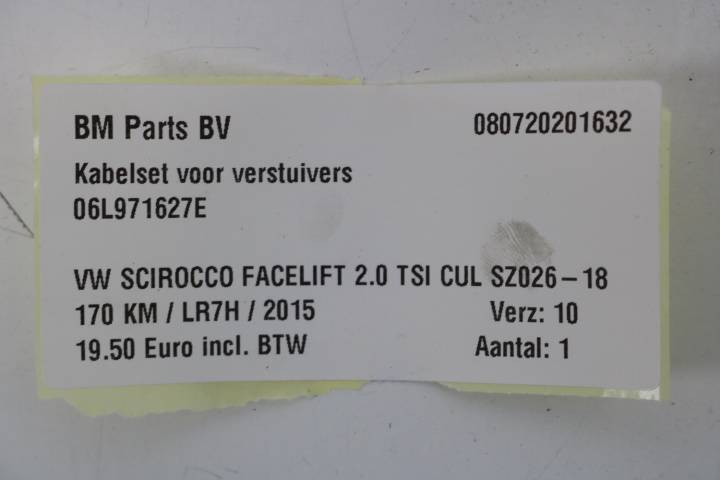 BM Parts BV 080720201632
Kabelset voor verstuivers
06L971627E
VW SCIROCCO FACELIFT 2.0 TSI CUL SZ026-18
170 KM / LR7H / 2015 Verz: 10
19.50 Euro incl. BTW Aantal: 1